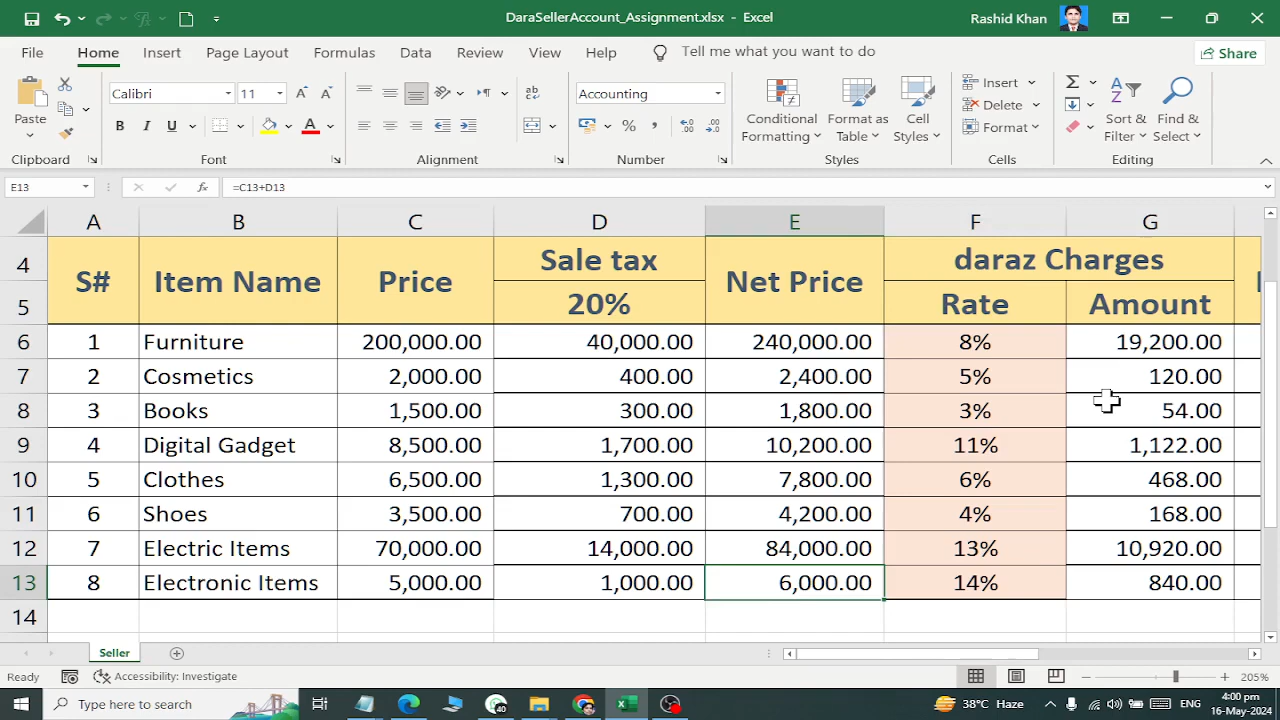 DaraSellerAccount_Assignment.xlsx - Excel
Rashid Khan
File Home Insert Page Layout Formulas Data Review View Help Tell me what you want to do Share
Paste
Calibri 11
B I U
A A
ab
Accounting
% ,
Conditional Formatting
Format as Table
Cell Styles
Insert
Delete
Format
Sort & Filter
Find & Select
Clipboard Font Alignment Number Styles Cells Editing
E13 fx =C13+D13
A B C D E F G
4 S# Item Name Price Sale tax Net Price daraz Charges
5 20% Rate Amount
6 1 Furniture 200,000.00 40,000.00 240,000.00 8% 19,200.00
7 2 Cosmetics 2,000.00 400.00 2,400.00 5% 120.00
8 3 Books 1,500.00 300.00 1,800.00 3% 54.00
9 4 Digital Gadget 8,500.00 1,700.00 10,200.00 11% 1,122.00
10 5 Clothes 6,500.00 1,300.00 7,800.00 6% 468.00
11 6 Shoes 3,500.00 700.00 4,200.00 4% 168.00
12 7 Electric Items 70,000.00 14,000.00 84,000.00 13% 10,920.00
13 8 Electronic Items 5,000.00 1,000.00 6,000.00 14% 840.00
14
Seller
Ready Accessibility: Investigate 205%
Type here to search
40
38°C Haze
4:00 pm
16-May-2024